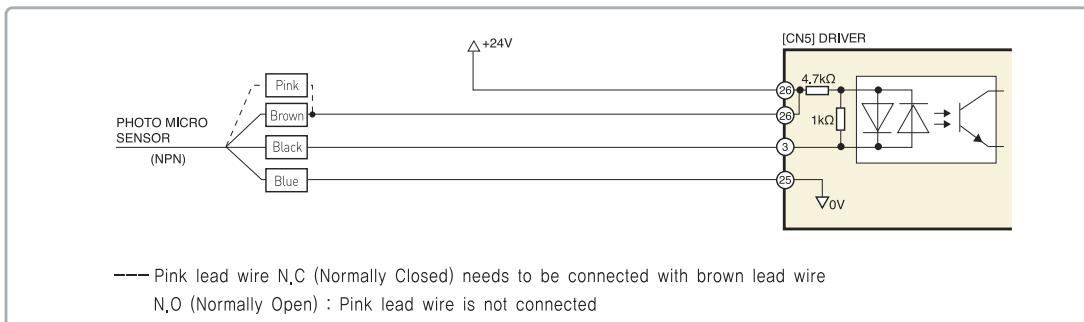 [CN5] DRIVER
+24V
Pink
26
4.7kΩ
Brown
26
1kΩ
PHOTO MICRO
SENSOR
(NPN)
Black
3
Blue
25
0V
--- Pink lead wire N.C (Normally Closed) needs to be connected with brown lead wire
N.O (Normally Open) : Pink lead wire is not connected